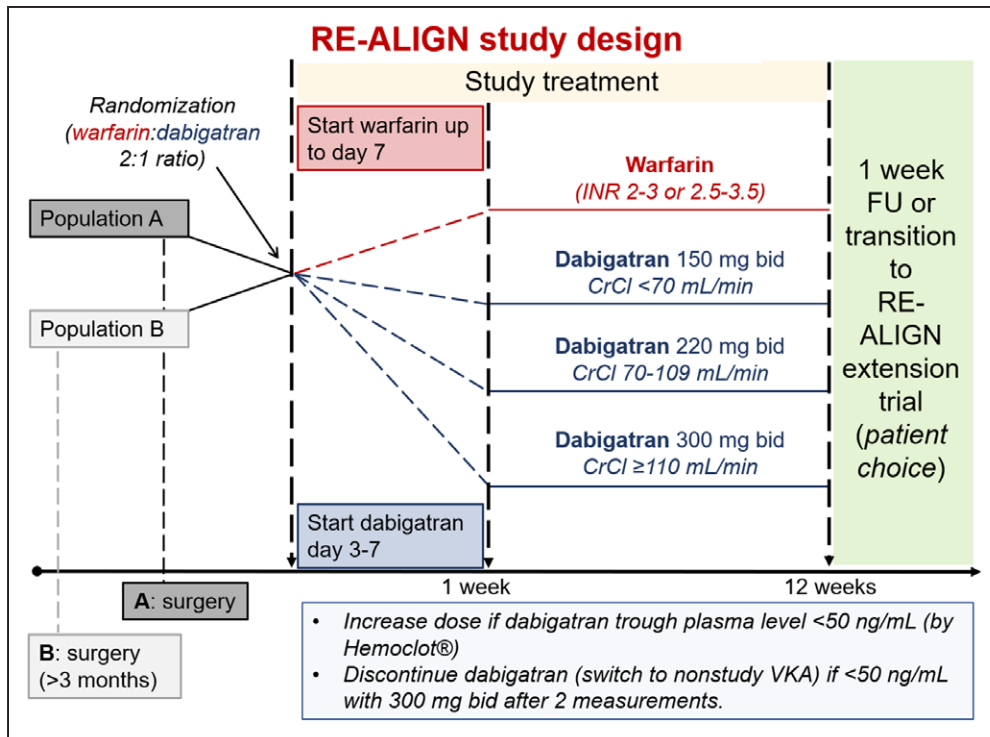 RE-ALIGN study design
Study treatment
Randomization
(warfarin:dabigatran
2:1 ratio)
Start warfarin up
to day 7
Population A
Population B
Warfarin
(INR 2-3 or 2.5-3.5)
Dabigatran 150 mg bid
CrCl <70 mL/min
Dabigatran 220 mg bid
CrCl 70-109 mL/min
Dabigatran 300 mg bid
CrCl ≥110 mL/min
Start dabigatran
day 3-7
1 week
FU or
transition
to
RE-
ALIGN
extension
trial
(patient
choice)
1 week
12 weeks
A: surgery
B: surgery
(>3 months)
• Increase dose if dabigatran trough plasma level <50 ng/mL (by
Hemoclot®)
• Discontinue dabigatran (switch to nonstudy VKA) if <50 ng/mL
with 300 mg bid after 2 measurements.